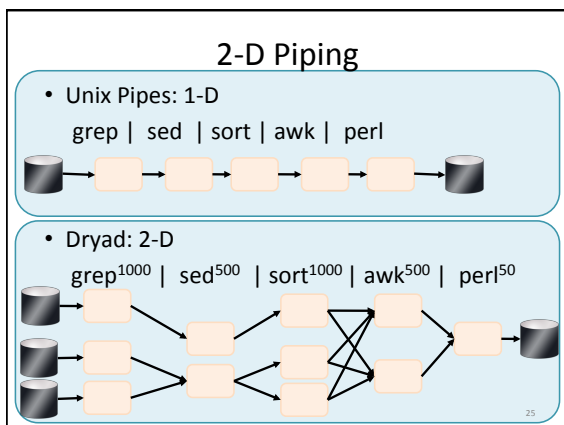 2-D Piping
• Unix Pipes: 1-D
grep | sed | sort | awk | perl
• Dryad: 2-D
grep¹⁰⁰⁰ | sed⁵⁰⁰ | sort¹⁰⁰⁰ | awk⁵⁰⁰ | perl⁵⁰
25